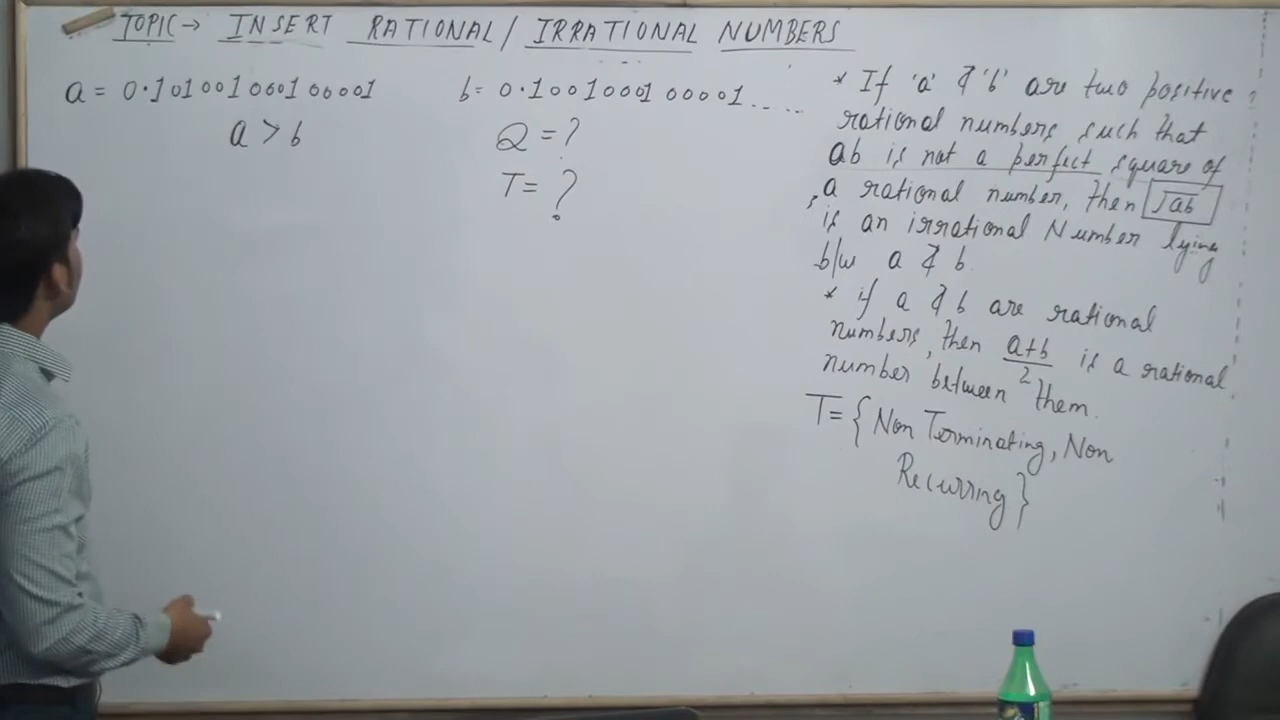 TOPIC → INSERT RATIONAL / IRRATIONAL NUMBERS
a = 0.10100100010 00001
b = 0.1001000100001.....
a > b
Q = ?
T = ?
* If 'a' & 'b' are two positive
rational numbers such that
ab is not a perfect square of
a rational number, then √ab
is an irrational Number lying
b/w a & b.
* if a & b are rational
numbers, then a+b/2 is a rational
number between them.
T = { Non Terminating, Non
Recurring }